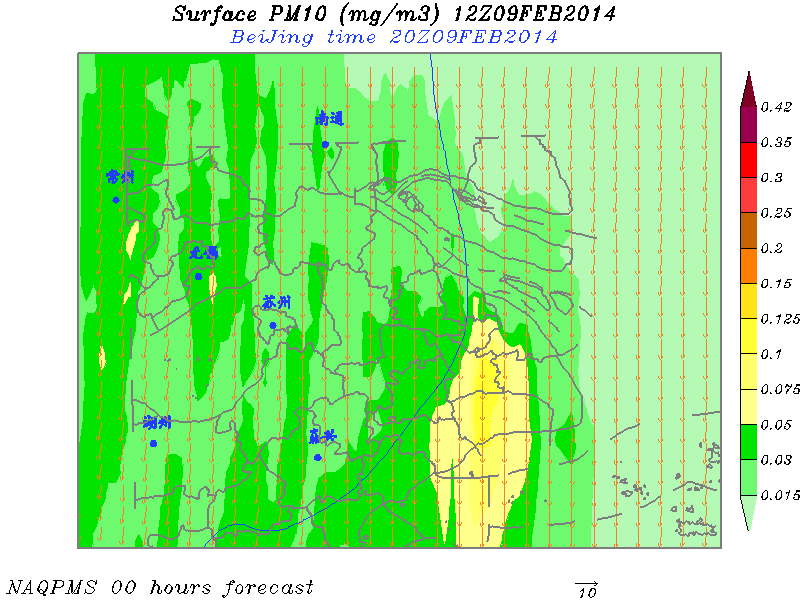 Surface PM10 (mg/m3) 12Z09FEB2014
BeiJing time 20Z09FEB2014
南通
常州
无锡
苏州
湖州
嘉兴
0.42
0.35
0.3
0.25
0.2
0.15
0.125
0.1
0.075
0.05
0.03
0.015
NAQPMS 00 hours forecast
10